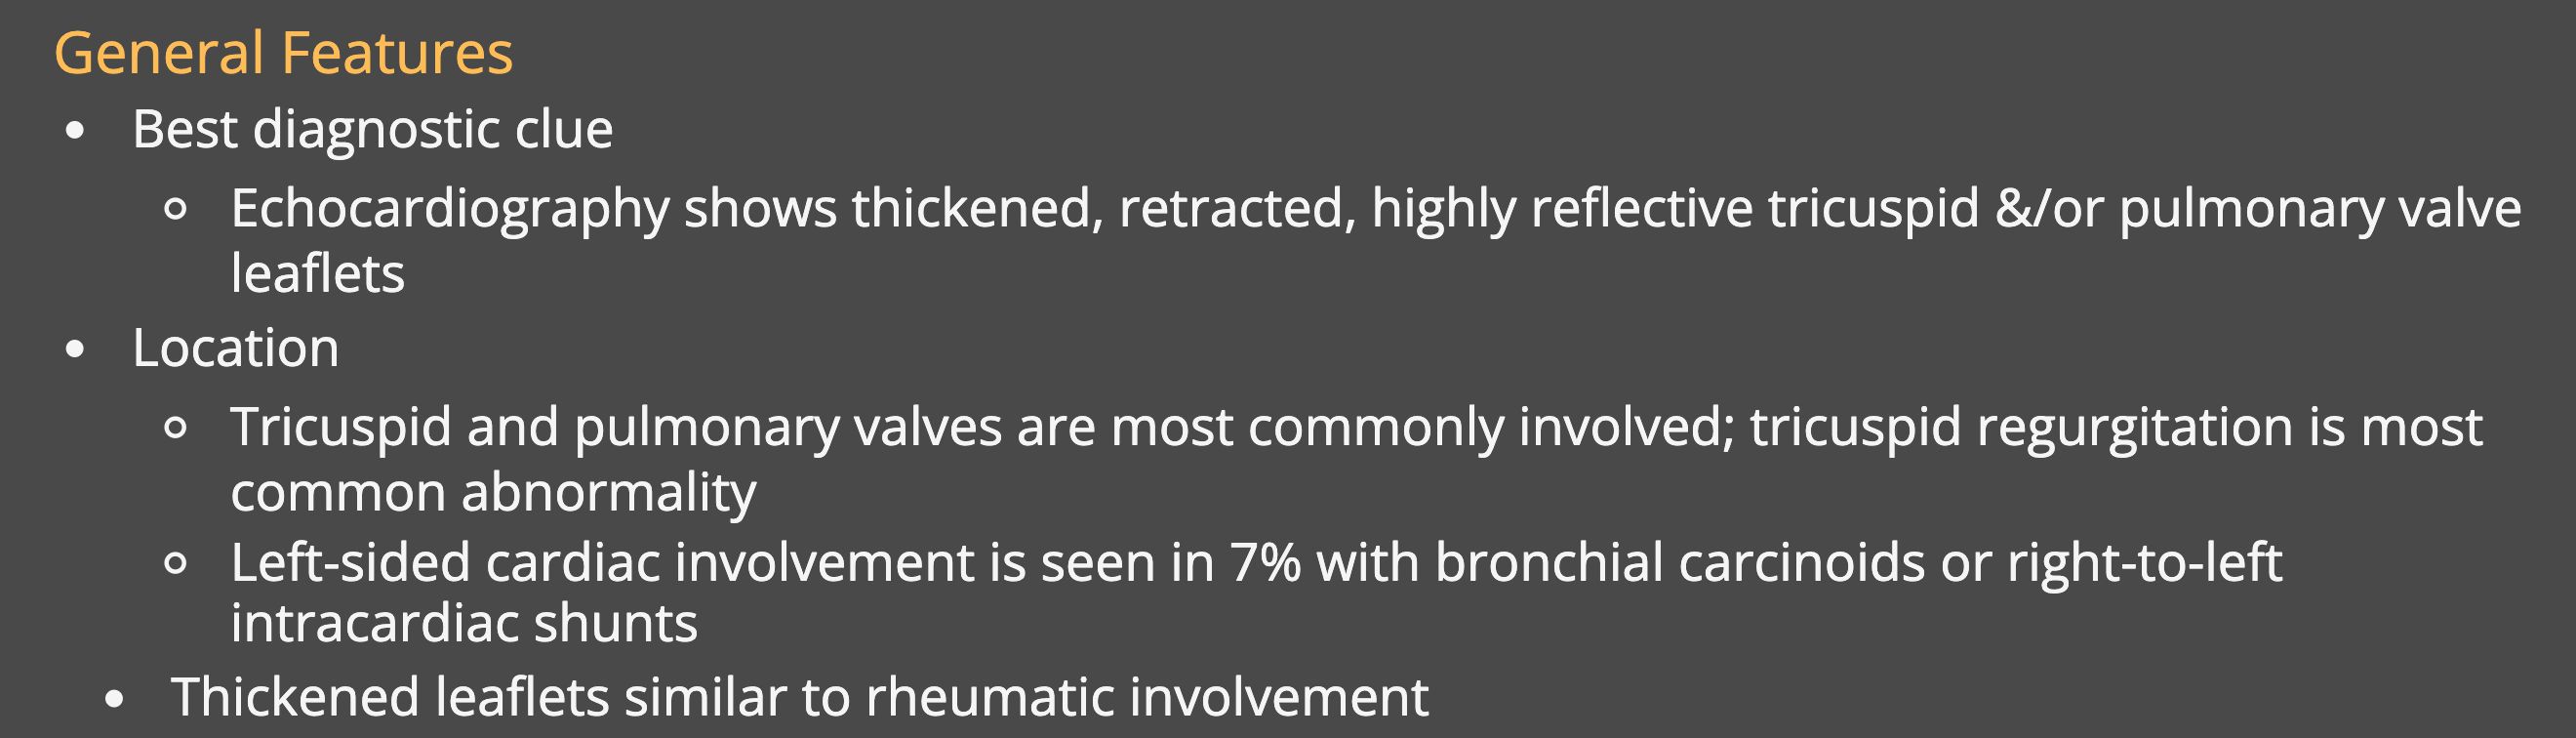 General Features
• Best diagnostic clue
○ Echocardiography shows thickened, retracted, highly reflective tricuspid &/or pulmonary valve
leaflets
• Location
○ Tricuspid and pulmonary valves are most commonly involved; tricuspid regurgitation is most
common abnormality
○ Left-sided cardiac involvement is seen in 7% with bronchial carcinoids or right-to-left
intracardiac shunts
• Thickened leaflets similar to rheumatic involvement